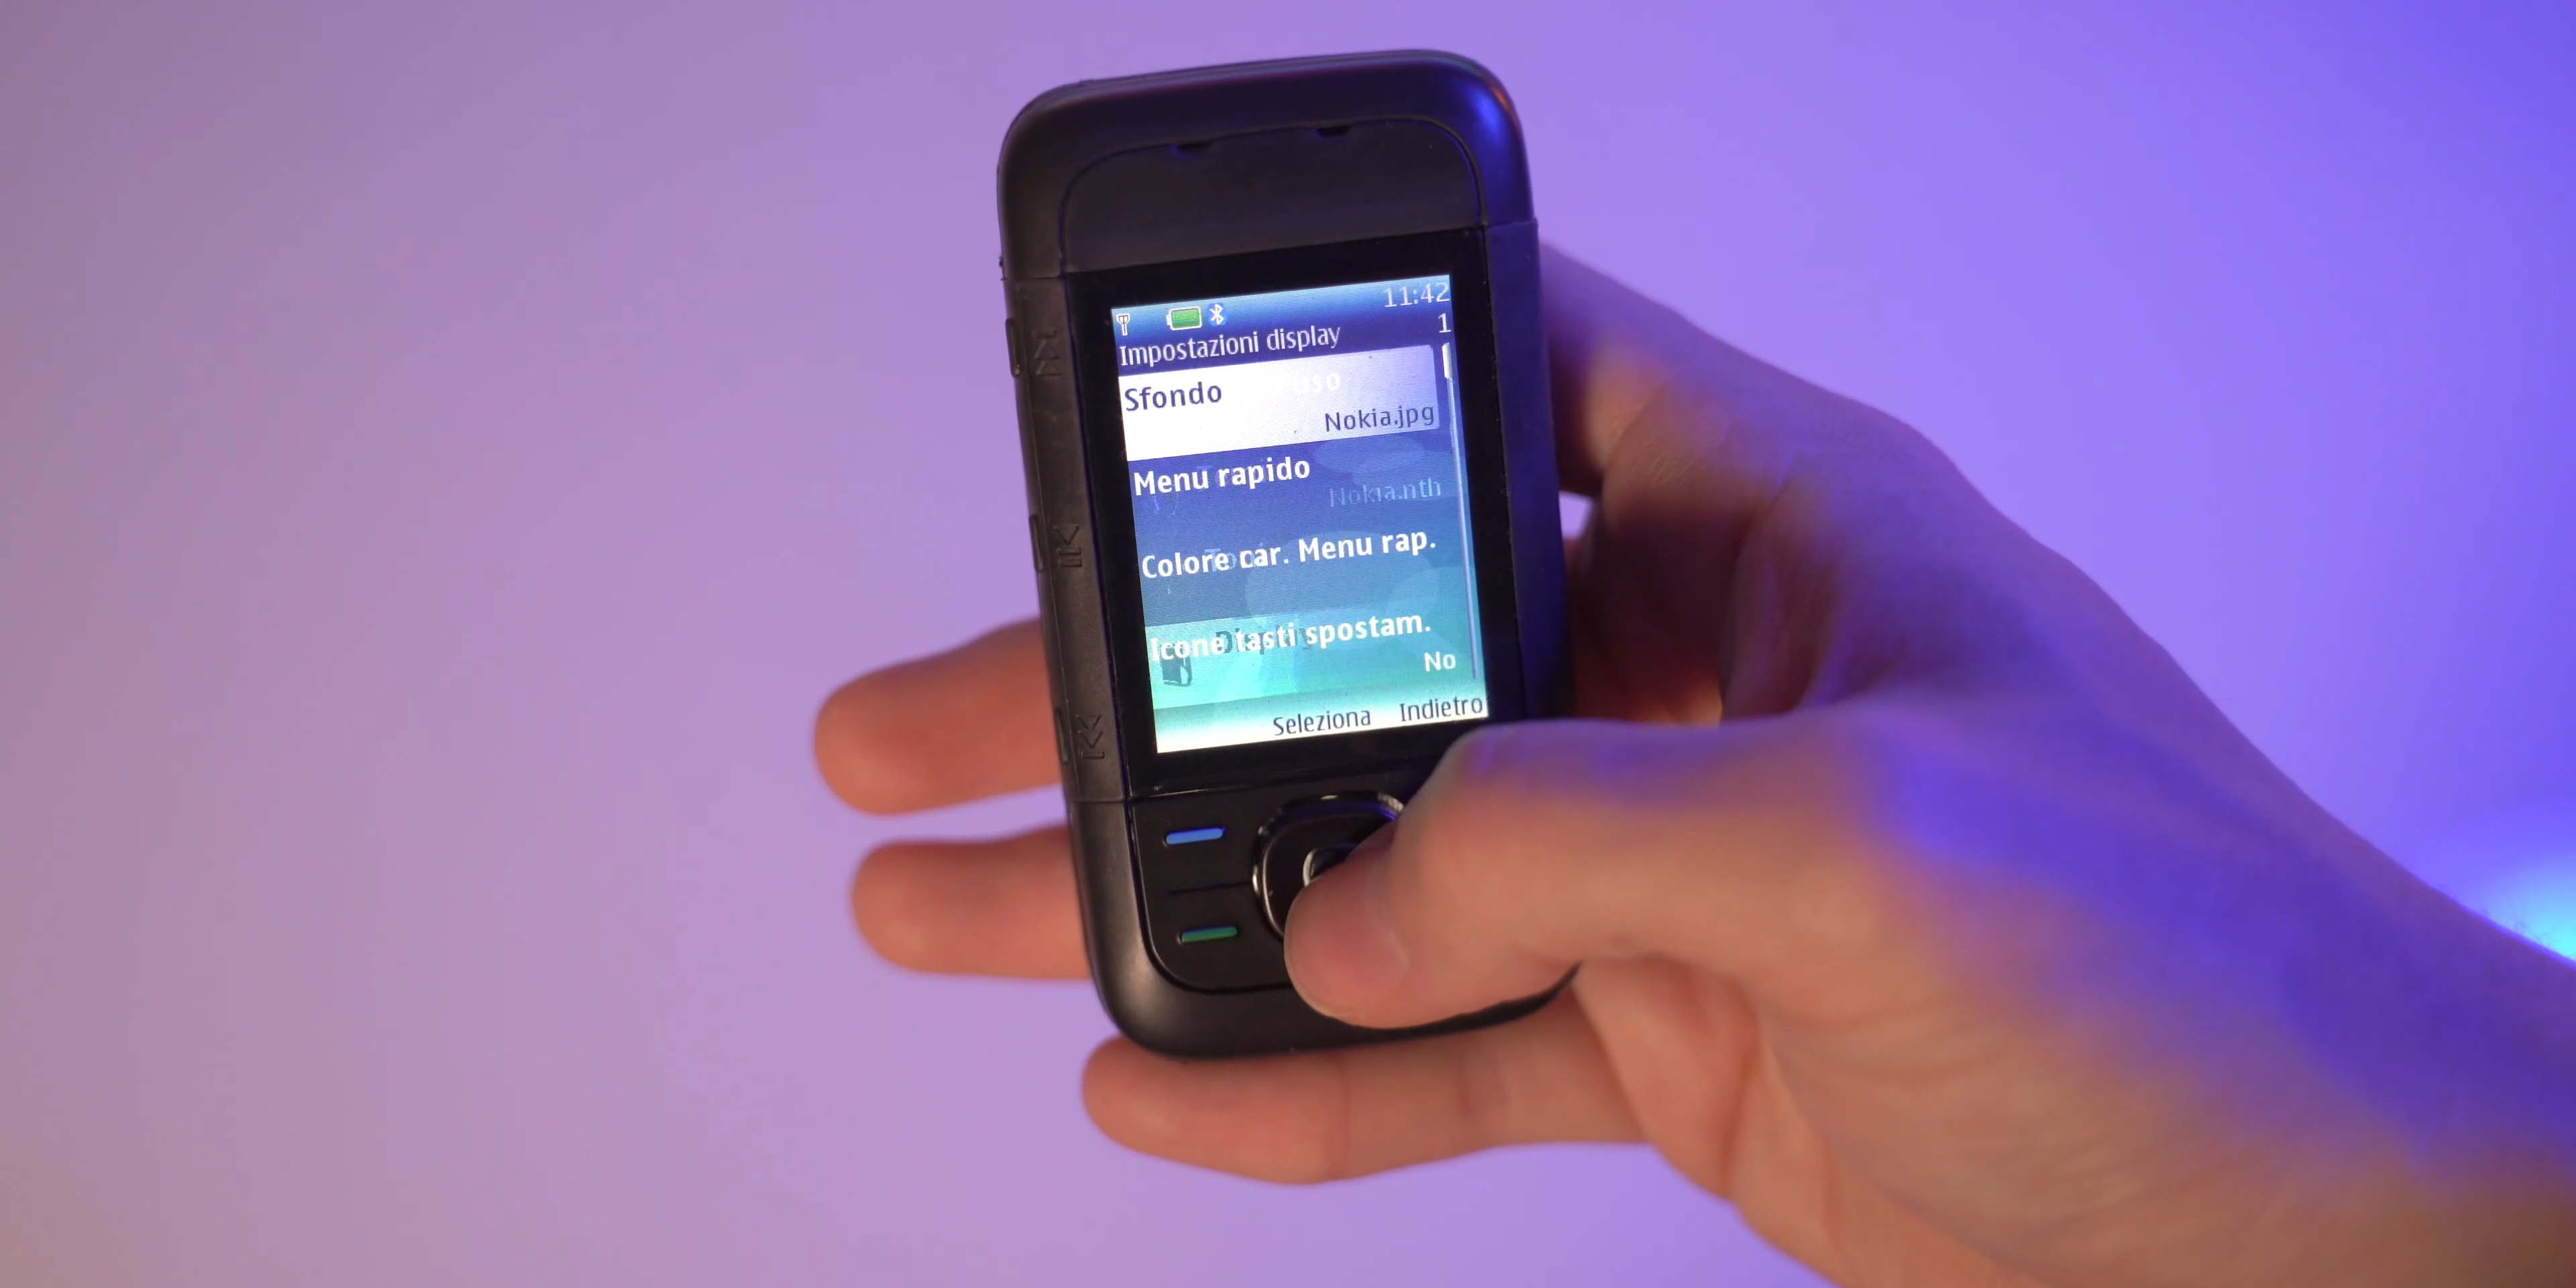 11:42
Impostazioni display 1
Sfondo
Nokia.jpg
Menu rapido
Nokia.nth
Colore car. Menu rap.
Icone tasti spostam.
No
Seleziona Indietro